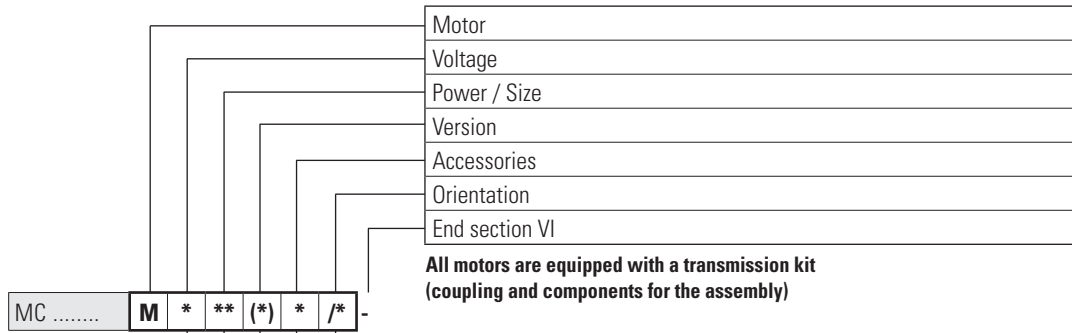 Motor
Voltage
Power / Size
Version
Accessories
Orientation
End section VI
All motors are equipped with a transmission kit
(coupling and components for the assembly)
MC ........ M * ** (*) * /* -